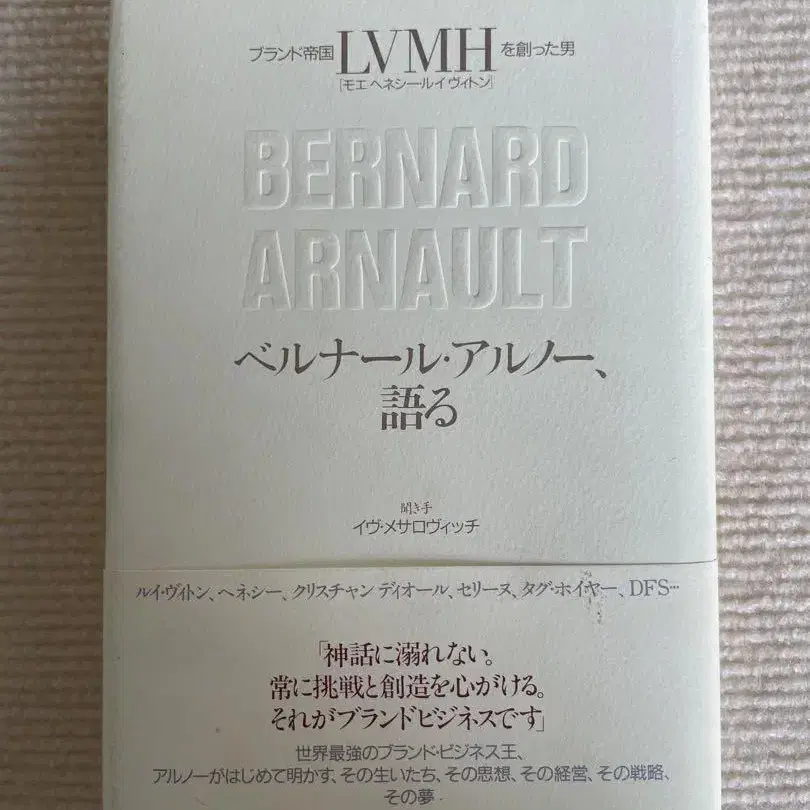 ブランド帝国LVMHを創った男
[モエ ヘネシー・ルイ ヴィトン]
BERNARD
ARNAULT
ベルナール・アルノー、
語る
聞き手
イヴ・メサロヴィッチ
ルイ・ヴィトン、ヘネシー、クリスチャン ディオール、セリーヌ、タグ・ホイヤー、DFS…
「神話に溺れない。
常に挑戦と創造を心がける。
それがブランドビジネスです」
世界最強のブランド・ビジネス王、
アルノーがはじめて明かす、その生いたち、その思想、その経営、その戦略、
その夢